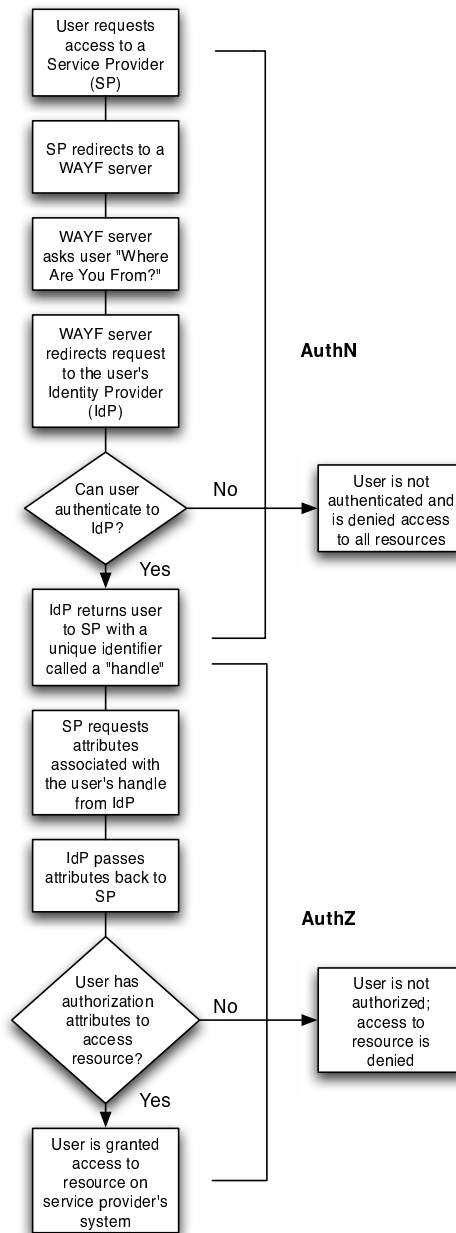 User requests
access to a
Service Provider
(SP)
SP redirects to a
WAYF server
WAYF server
asks user "Where
Are You From?"
WAYF server
redirects request
to the user's
Identity Provider
(IdP)
AuthN
Can user
authenticate to
IdP?
No
User is not
authenticated and
is denied access
to all resources
Yes
IdP returns user
to SP with a
unique identifier
called a "handle"
SP requests
attributes
associated with
the user's handle
from IdP
IdP passes
attributes back to
SP
AuthZ
User has
authorization
attributes to
access
resource?
No
User is not
authorized;
access to
resource is
denied
Yes
User is granted
access to
resource on
service provider's
system